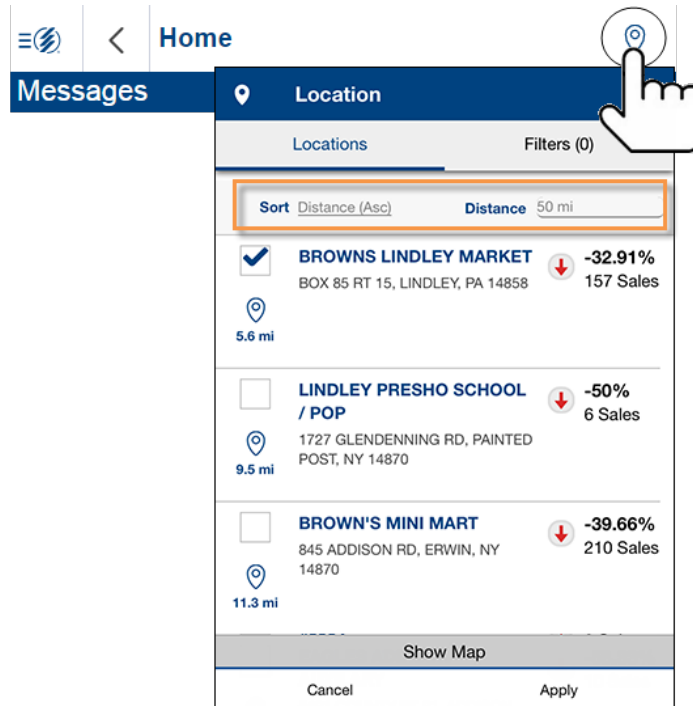 Home
Messages
Location
Locations Filters (0)
Sort Distance (Asc) Distance 50 mi
BROWNS LINDLEY MARKET -32.91%
BOX 85 RT 15, LINDLEY, PA 14858 157 Sales
5.6 mi
LINDLEY PRESHO SCHOOL -50%
/ POP 6 Sales
1727 GLENDENNING RD, PAINTED
POST, NY 14870
9.5 mi
BROWN'S MINI MART -39.66%
845 ADDISON RD, ERWIN, NY 210 Sales
14870
11.3 mi
Show Map
Cancel Apply